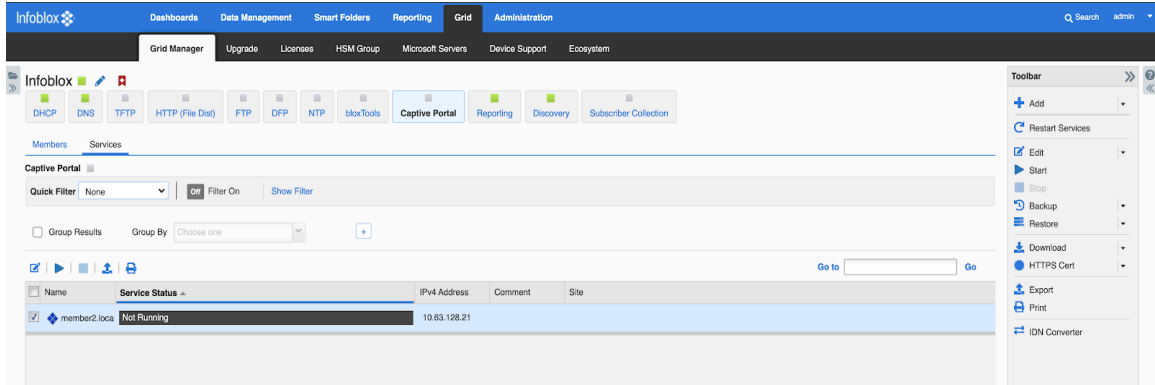 Infoblox Dashboards Data Management Smart Folders Reporting Grid Administration Search admin
Grid Manager Upgrade Licenses HSM Group Microsoft Servers Device Support Ecosystem
Infoblox
DHCP DNS TFTP HTTP (File Dist) FTP DFP NTP bloxTools Captive Portal Reporting Discovery Subscriber Collection
Members Services
Captive Portal
Quick Filter None Off Filter On Show Filter
Group Results Group By Choose one +
Go to Go
Name Service Status IPv4 Address Comment Site
member2.loca Not Running 10.63.128.21
Toolbar
Add
Restart Services
Edit
Start
Stop
Backup
Restore
Download
HTTPS Cert
Export
Print
IDN Converter